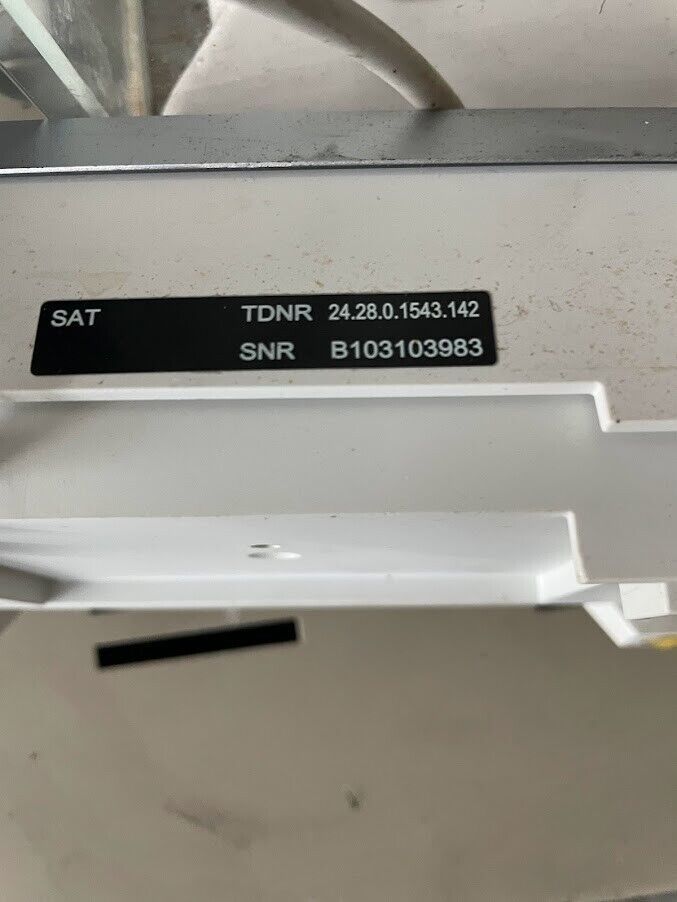 SAT TDNR 24.28.0.1543.142
SNR B103103983